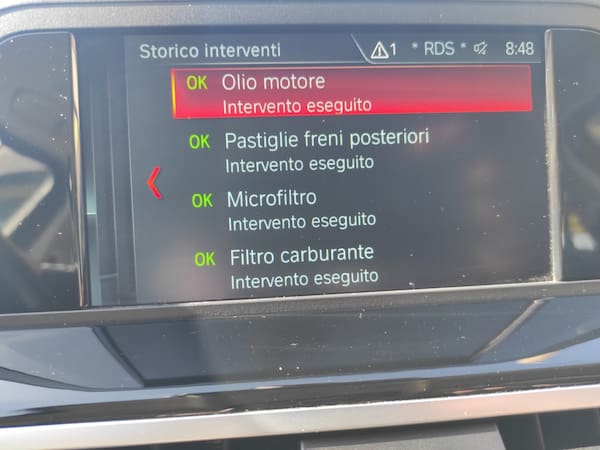 Storico interventi 1 * RDS * 8:48
OK Olio motore
Intervento eseguito
OK Pastiglie freni posteriori
Intervento eseguito
OK Microfiltro
Intervento eseguito
OK Filtro carburante
Intervento eseguito